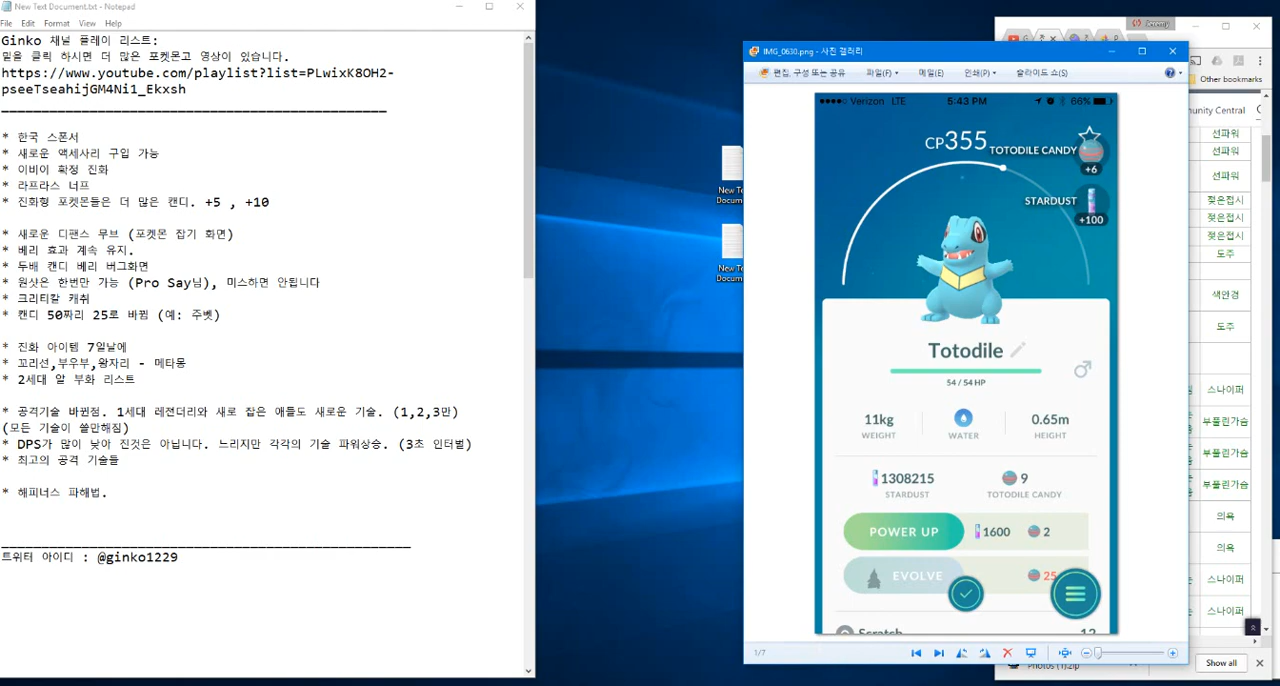 New Text Document.txt - Notepad
File Edit Format View Help
Ginko 채널 플레이 리스트:
밑을 클릭 하시면 더 많은 포켓몬고 영상이 있습니다.
https://www.youtube.com/playlist?list=PLwixK8OH2-
pseeTseahijGM4Ni1_Ekxsh
* 한국 스폰서
* 새로운 액세사리 구입 가능
* 이비이 확정 진화
* 라프라스 너프
* 진화형 포켓몬들은 더 많은 캔디. +5 , +10
* 새로운 디팬스 무브 (포켓몬 잡기 화면)
* 베리 효과 계속 유지.
* 두배 캔디 베리 버그화면
* 원샷은 한번만 가능 (Pro Say님), 미스하면 안됩니다
* 크리티칼 캐취
* 캔디 50짜리 25로 바뀜 (예: 주벳)
* 진화 아이템 7일날에
* 꼬리선,부우부,왕자리 - 메타몽
* 2세대 알 부화 리스트
* 공격기술 바뀐점. 1세대 레젼더리와 새로 잡은 애들도 새로운 기술. (1,2,3만)
(모든 기술이 쓸만해짐)
* DPS가 많이 낮아 진것은 아닙니다. 느리지만 각각의 기술 파워상승. (3초 인터벌)
* 최고의 공격 기술들
* 해피너스 파해법.
트위터 아이디 : @ginko1229
New Text
Docum...
New Text
Docum...
IMG_0630.png - 사진 갤러리
편집, 구성 또는 공유 파일(F) 메일(E) 인쇄(P) 슬라이드 쇼(S)
Verizon LTE 5:43 PM 66%
CP355
TOTODILE CANDY
+6
STARDUST
+100
Totodile
54 / 54 HP
11kg
WEIGHT
WATER
0.65m
HEIGHT
1308215
STARDUST
9
TOTODILE CANDY
POWER UP 1600 2
EVOLVE 25
Scratch 12
1/7
Other bookmarks
munity Central
선파워
선파워
선파워
젖은접시
젖은접시
젖은접시
도주
색안경
도주
스나이퍼
부풀린가슴
부풀린가슴
부풀린가슴
의욕
의욕
스나이퍼
스나이퍼
Photos (1).zip
Show all